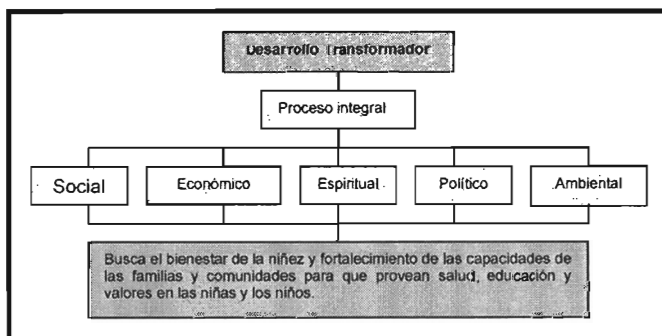 Desarrollo Transformador
Proceso integral
Social Económico Espiritual Político Ambiental
Busca el bienestar de la niñez y fortalecimiento de las capacidades de
las familias y comunidades para que provean salud, educación y
valores en las niñas y los niños.